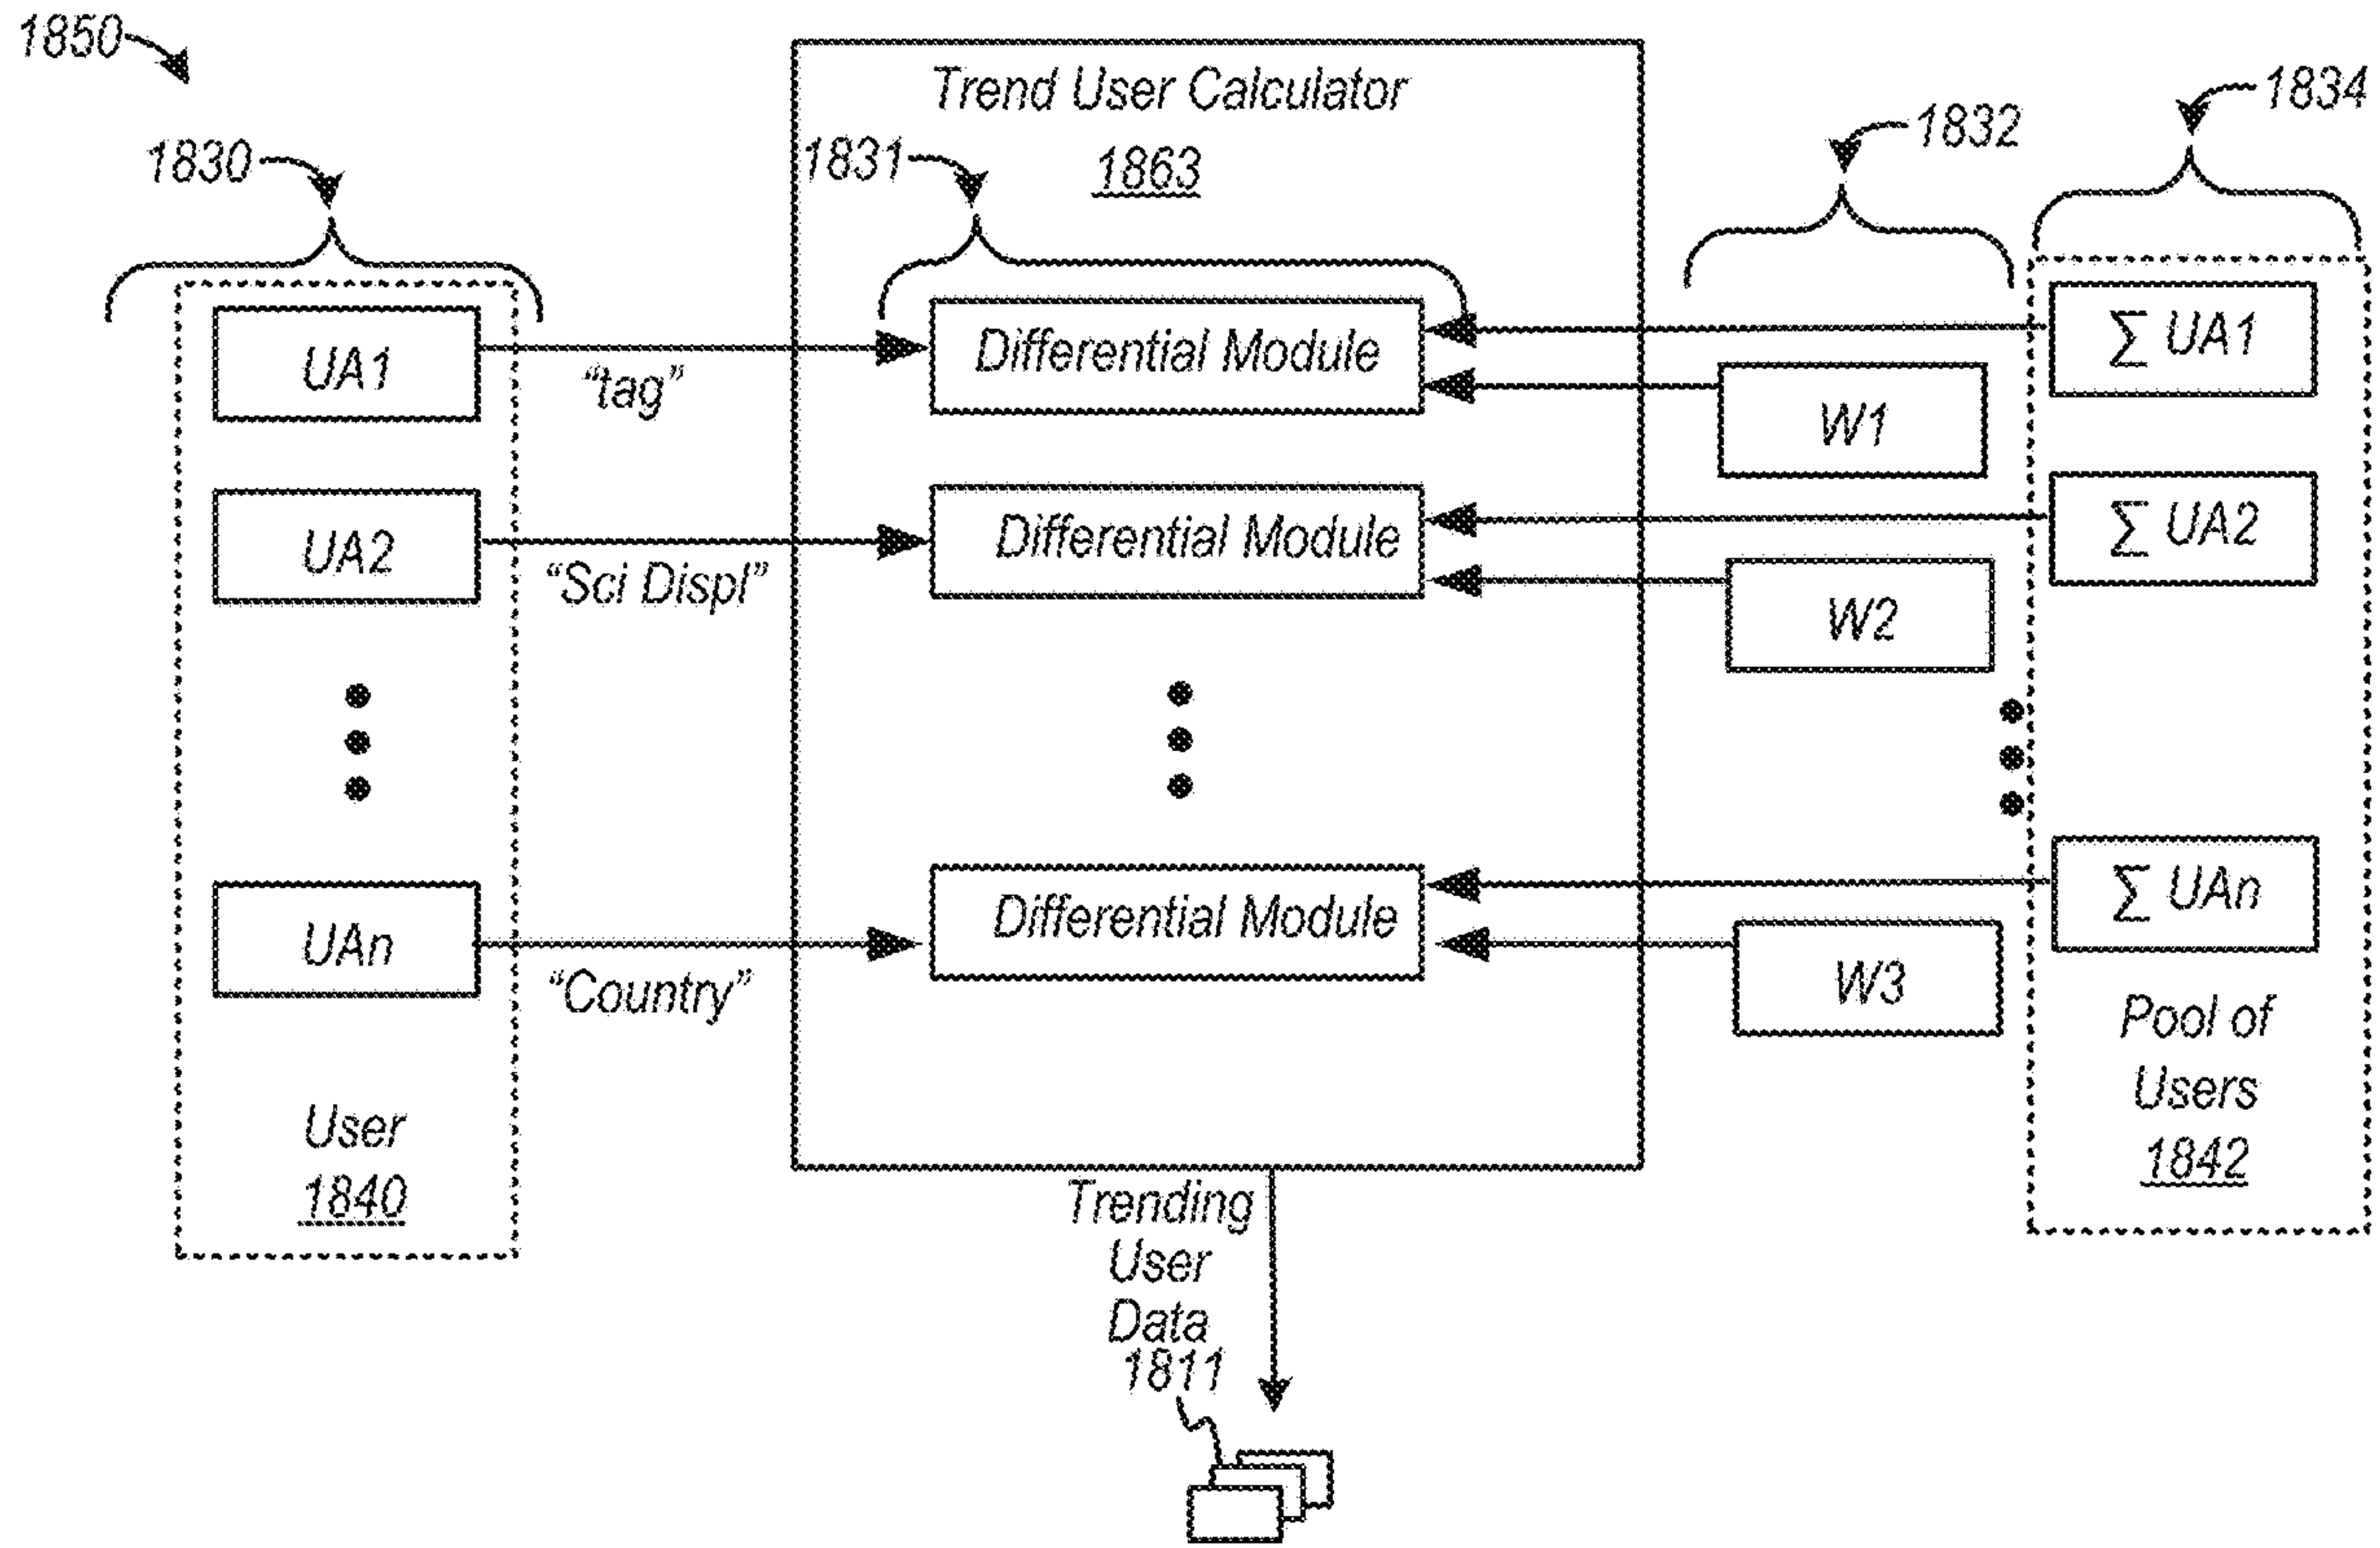 1850
1834
Trend User Calculator
1832
1830
1831
1863
UA1
"tag"
Differential Module
∑ UA1
W1
UA2
"Sci Displ"
Differential Module
∑ UA2
W2
UAn
"Country"
Differential Module
∑ UAn
W3
Pool of
Users
1842
User
1840
Trending
User
Data
1811